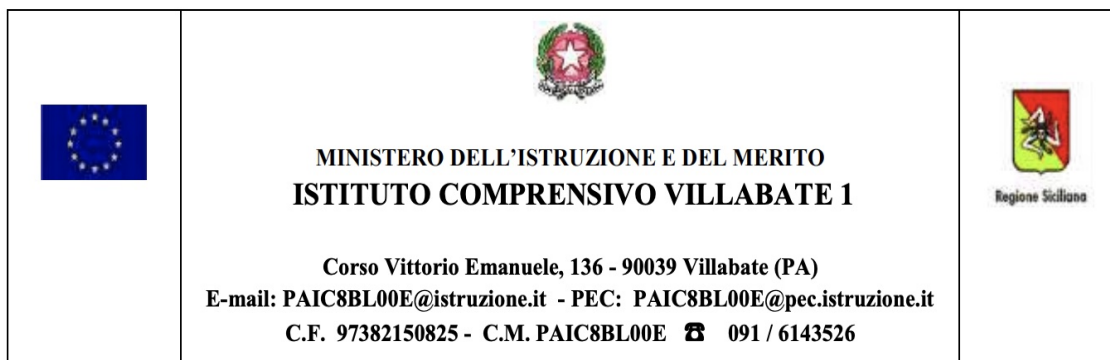 MINISTERO DELL’ISTRUZIONE E DEL MERITO
ISTITUTO COMPRENSIVO VILLABATE 1
Regione Siciliana
Corso Vittorio Emanuele, 136 - 90039 Villabate (PA)
E-mail: PAIC8BL00E@istruzione.it - PEC: PAIC8BL00E@pec.istruzione.it
C.F. 97382150825 - C.M. PAIC8BL00E ☎ 091 / 6143526